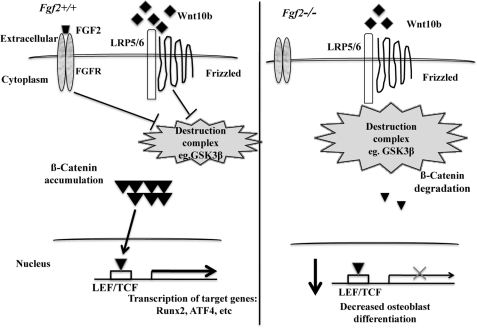 Fgf2+/+
Wnt10b
Extracellular
FGF2
LRP5/6
FGFR
Frizzled
Cytoplasm
Destruction
complex
eg.GSK3β
ß-Catenin
accumulation
Nucleus
LEF/TCF
Transcription of target genes:
Runx2, ATF4, etc
Fgf2-/-
Wnt10b
LRP5/6
Frizzled
Destruction
complex
eg. GSK3β
ß-Catenin
degradation
LEF/TCF
Decreased osteoblast
differentiation